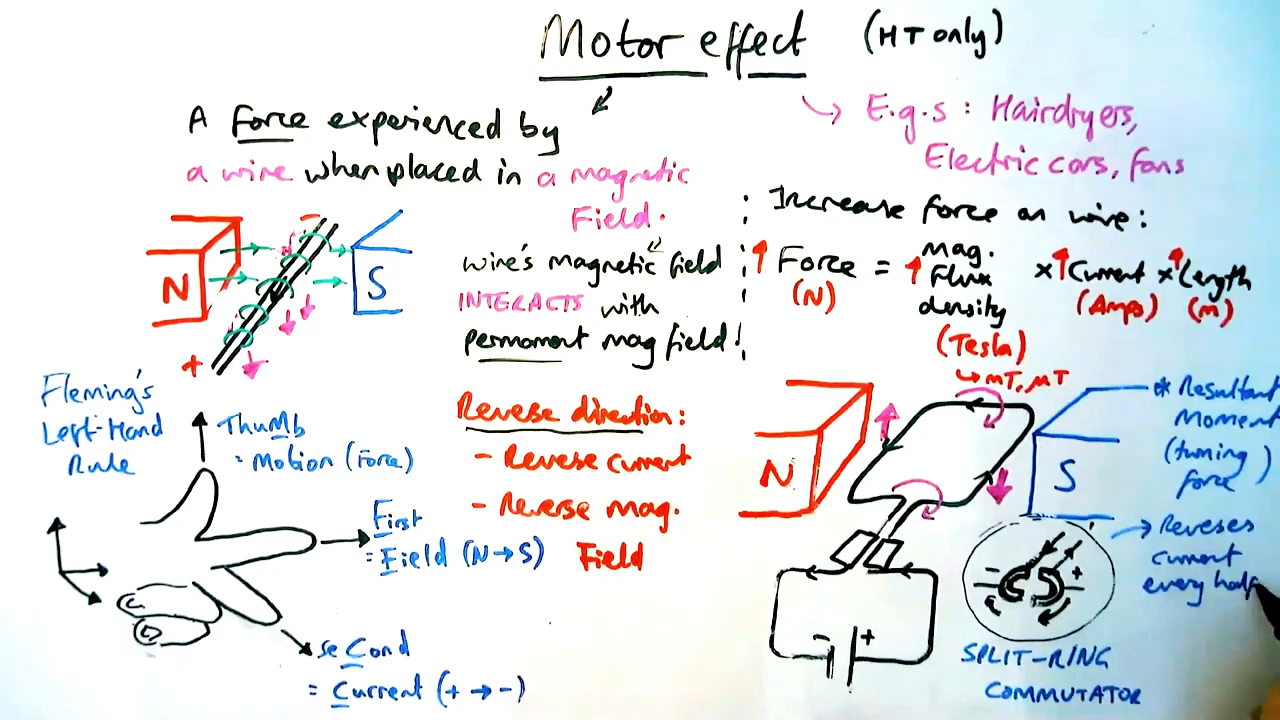 Motor effect (HT only)
A Force experienced by
a wire when placed in a magnetic
Field.
→ E.g.s : Hairdryers,
Electric cars, fans
N
S
+
-
wire's magnetic field
INTERACTS with
permamant mag field!
Increase force on wire:
↑ Force = ↑ mag. Flux density × ↑ Current × ↑ Length
(N) (Tesla) (Amps) (m)
↳ mT, μT
Fleming's
Left-Hand
Rule
ThuMb
= Motion (Force)
First
= Field (N → S)
seCond
= Current (+ → -)
Reverse direction:
- Reverse current
- Reverse mag.
Field
N
S
- +
* Resultant
Moment
(turning
force)
→ Reveses
current
every half
- +
SPLIT-RING
COMMUTATOR